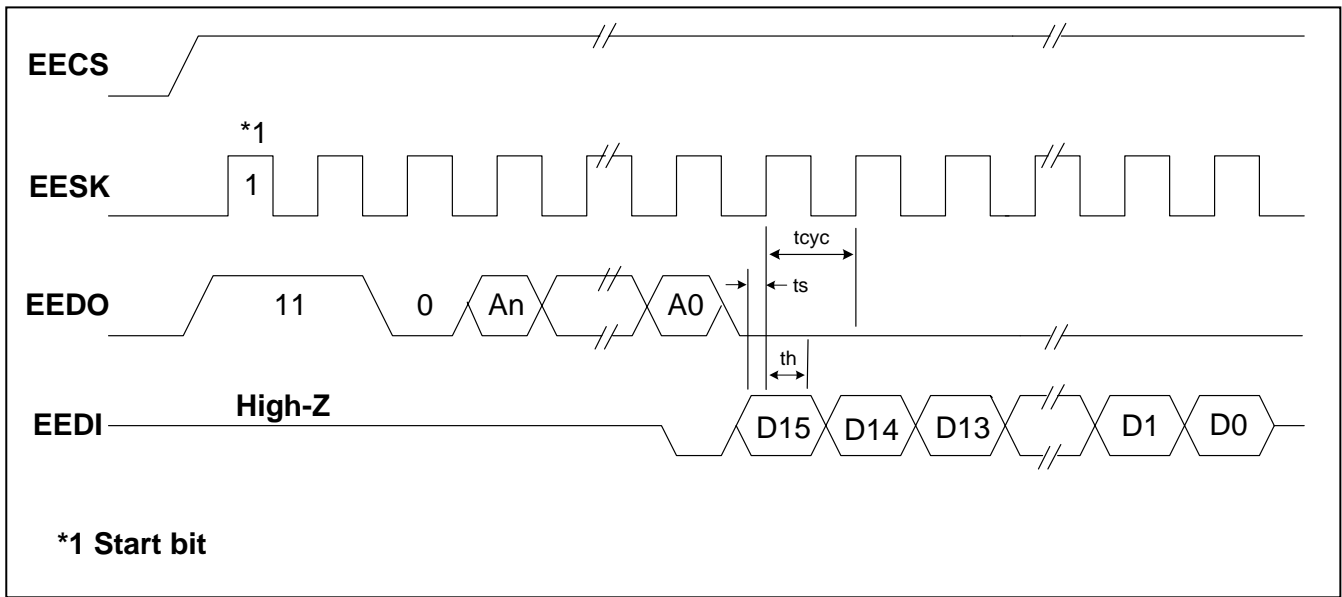 EECS
*1
EESK
1
tcyc
ts
EEDO
11
0
An
A0
th
High-Z
EEDI
D15
D14
D13
D1
D0
*1 Start bit